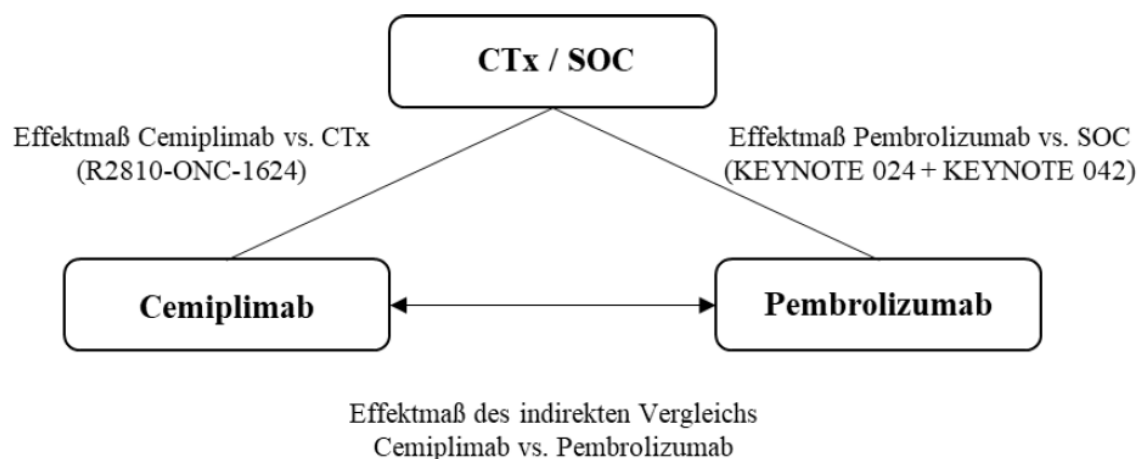 CTx / SOC
Effektmaß Cemiplimab vs. CTx
(R2810-ONC-1624)
Effektmaß Pembrolizumab vs. SOC
(KEYNOTE 024 + KEYNOTE 042)
Cemiplimab
Pembrolizumab
Effektmaß des indirekten Vergleichs
Cemiplimab vs. Pembrolizumab